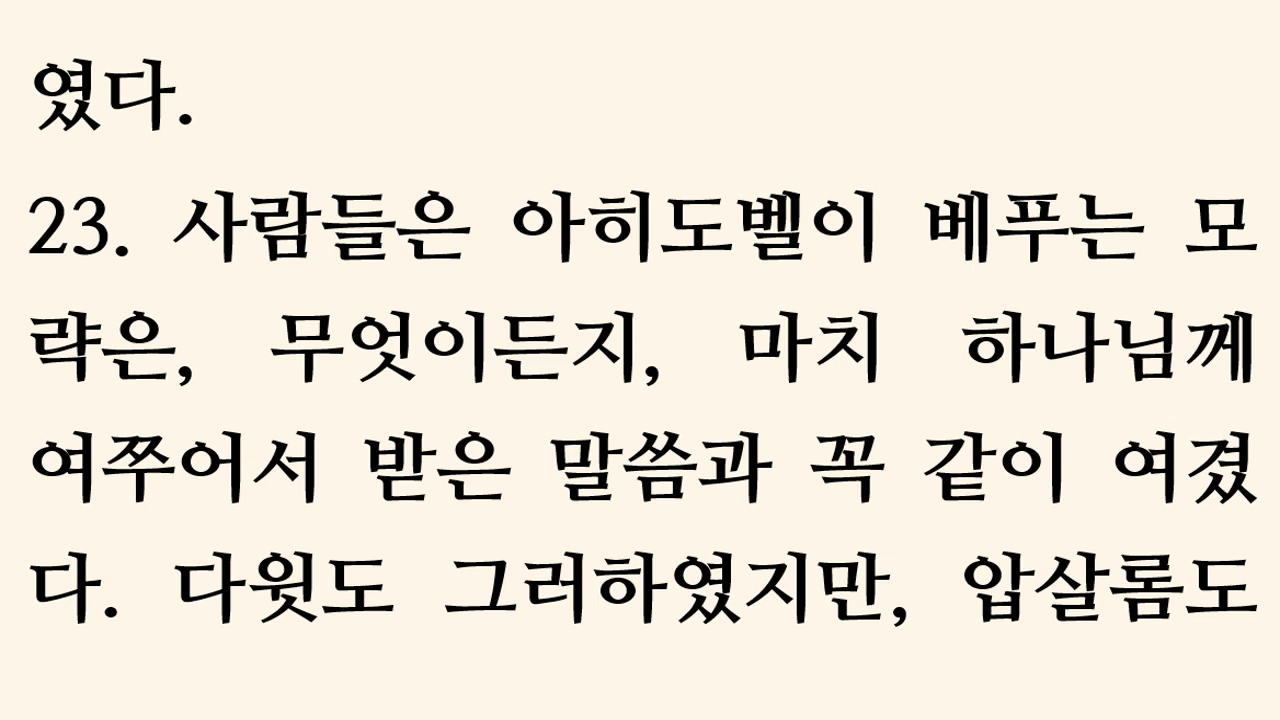 였다.
23. 사람들은 아히도벨이 베푸는 모
략은, 무엇이든지, 마치 하나님께
여쭈어서 받은 말씀과 꼭 같이 여겼
다. 다윗도 그러하였지만, 압살롬도